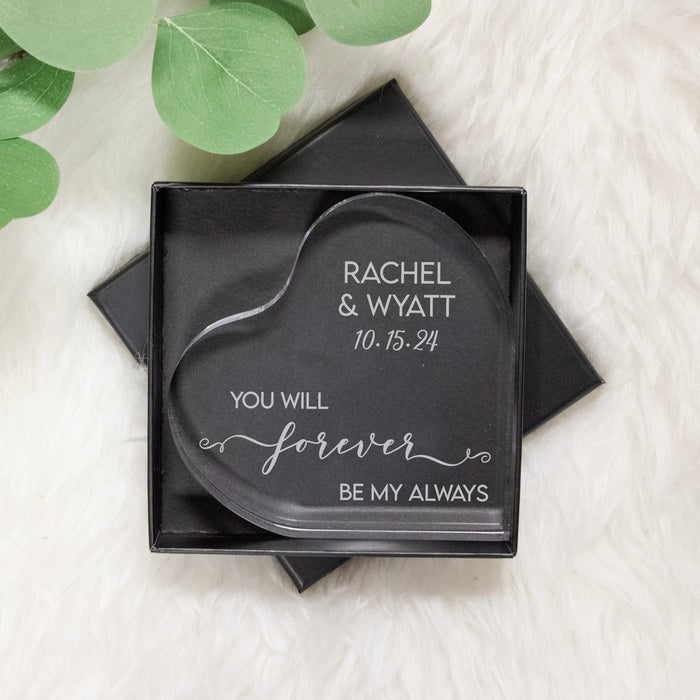 RACHEL
& WYATT
10.15.24
YOU WILL
forever
BE MY ALWAYS